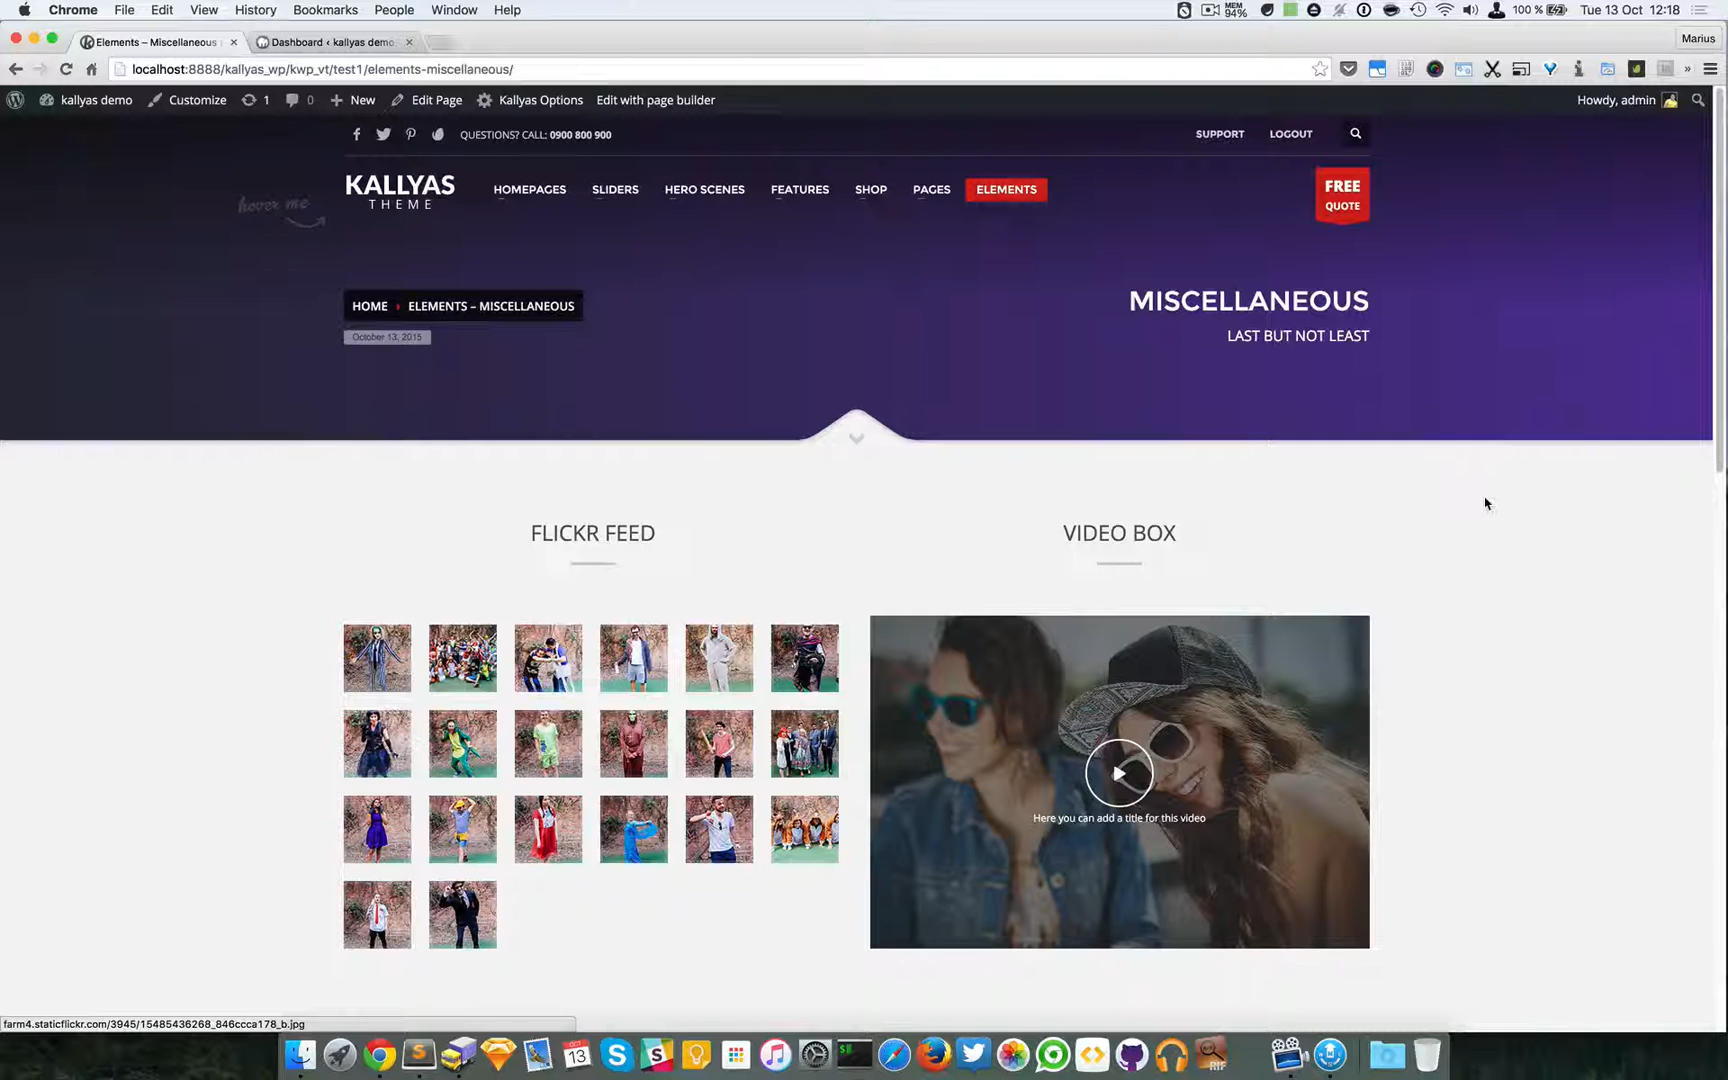 Chrome File Edit View History Bookmarks People Window Help
MEM 94% 100 % Tue 13 Oct 12:18
Elements – Miscellaneous
Dashboard ‹ kallyas demo
Marius
localhost:8888/kallyas_wp/kwp_vt/test1/elements-miscellaneous/
kallyas demo Customize 1 0 New Edit Page Kallyas Options Edit with page builder Howdy, admin
QUESTIONS? CALL: 0900 800 900
SUPPORT LOGOUT
hover me
KALLYAS
THEME
HOMEPAGES SLIDERS HERO SCENES FEATURES SHOP PAGES ELEMENTS
FREE
QUOTE
HOME ELEMENTS – MISCELLANEOUS
October 13, 2015
MISCELLANEOUS
LAST BUT NOT LEAST
FLICKR FEED
VIDEO BOX
Here you can add a title for this video
farm4.staticflickr.com/3945/15485436268_846ccca178_b.jpg
13
RIF